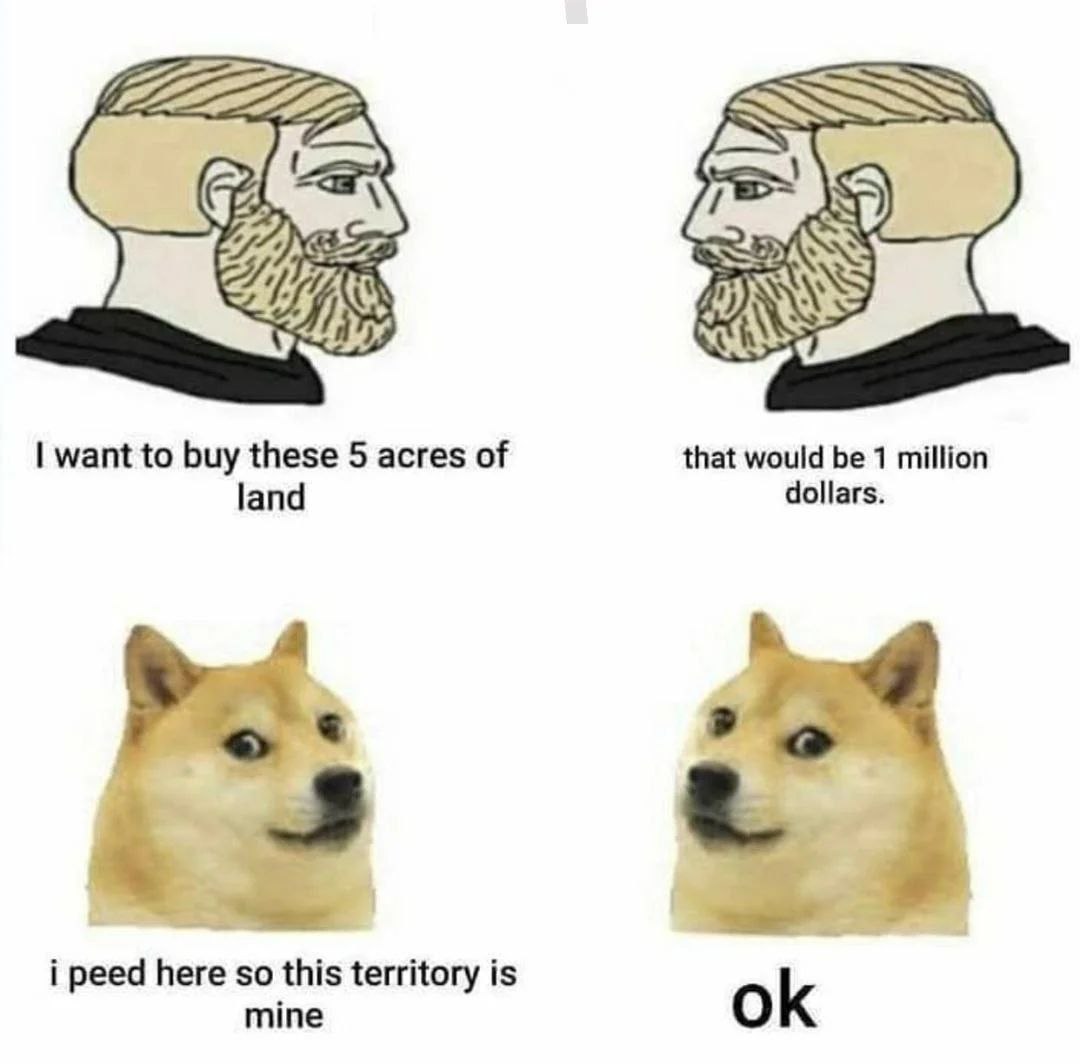 I want to buy these 5 acres of
land
that would be 1 million
dollars.
i peed here so this territory is
mine
ok